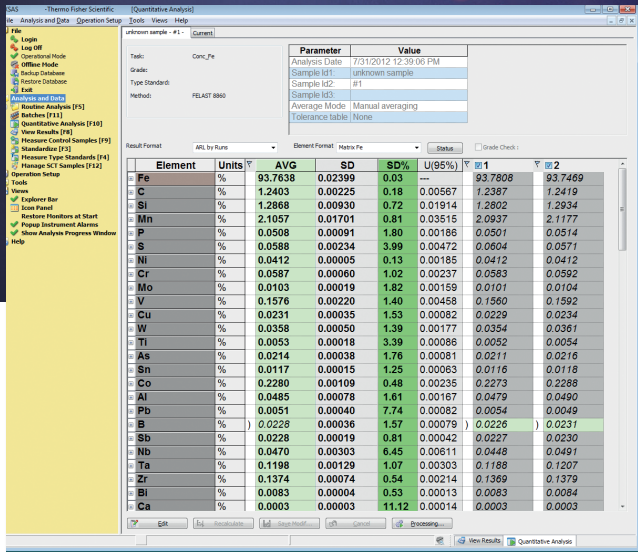 SAS -Thermo Fisher Scientific [Quantitative Analysis]
ile Analysis and Data Operation Setup Tools Views Help
File
Login
Log Off
Operational Mode
Offline Mode
Backup Database
Restore Database
Exit
Analysis and Data
Routine Analysis [F5]
Batches [F11]
Quantitative Analysis [F10]
View Results [F8]
Measure Control Samples [F9]
Standardize [F3]
Measure Type Standards [F4]
Manage SCT Samples [F12]
Operation Setup
Tools
Views
Explorer Bar
Icon Panel
Restore Monitors at Start
Popup Instrument Alarms
Show Analysis Progress Window
Help
unknown sample - #1 - Current
Task: Conc_Fe
Grade:
Type Standard:
Method: FELAST 8860
Parameter Value
Analysis Date 7/31/2012 12:39:06 PM
Sample Id1: unknown sample
Sample Id2: #1
Sample Id3:
Average Mode Manual averaging
Tolerance table None
Result Format ARL by Runs Element Format Matrix Fe Status Grade Check :
Element Units AVG SD SD% U(95%) 1 2
Fe % 93.7638 0.02399 0.03 --- 93.7808 93.7469
C % 1.2403 0.00225 0.18 0.00567 1.2387 1.2419
Si % 1.2868 0.00930 0.72 0.01914 1.2802 1.2934
Mn % 2.1057 0.01701 0.81 0.03515 2.0937 2.1177
P % 0.0508 0.00091 1.80 0.00186 0.0501 0.0514
S % 0.0588 0.00234 3.99 0.00472 0.0604 0.0571
Ni % 0.0412 0.00005 0.13 0.00185 0.0412 0.0412
Cr % 0.0587 0.00060 1.02 0.00237 0.0583 0.0592
Mo % 0.0103 0.00019 1.82 0.00159 0.0101 0.0104
V % 0.1576 0.00220 1.40 0.00458 0.1560 0.1592
Cu % 0.0231 0.00035 1.53 0.00082 0.0229 0.0234
W % 0.0358 0.00050 1.39 0.00177 0.0354 0.0361
Ti % 0.0053 0.00018 3.39 0.00086 0.0052 0.0054
As % 0.0214 0.00038 1.76 0.00081 0.0211 0.0216
Sn % 0.0117 0.00015 1.25 0.00063 0.0116 0.0118
Co % 0.2280 0.00109 0.48 0.00235 0.2273 0.2288
Al % 0.0485 0.00078 1.61 0.00167 0.0479 0.0490
Pb % 0.0051 0.00040 7.74 0.00082 0.0054 0.0049
B % ) 0.0228 0.00036 1.57 0.00079 ) 0.0226 ) 0.0231
Sb % 0.0228 0.00019 0.81 0.00042 0.0227 0.0230
Nb % 0.0470 0.00303 6.45 0.00611 0.0448 0.0491
Ta % 0.1198 0.00129 1.07 0.00303 0.1188 0.1207
Zr % 0.1374 0.00074 0.54 0.00214 0.1369 0.1379
Bi % 0.0083 0.00004 0.53 0.00013 0.0083 0.0084
Ca % 0.0003 0.00003 11.12 0.00014 0.0003 0.0003
Edit Recalculate Save Modif... Cancel Processing...
View Results Quantitative Analysis